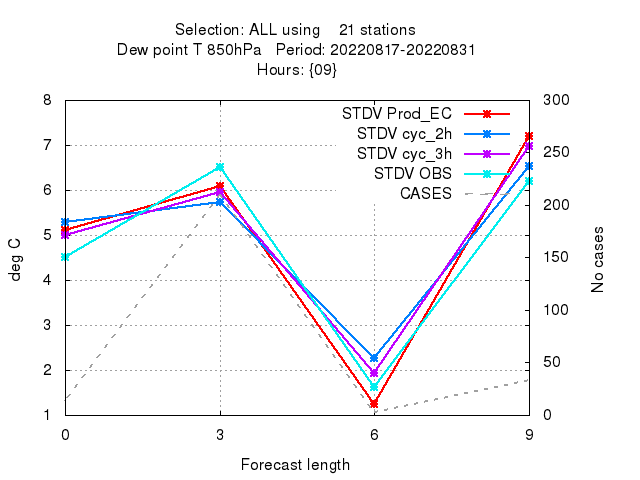 Selection: ALL using 21 stations
Dew point T 850hPa Period: 20220817-20220831
Hours: {09}
8 300
STDV Prod_EC
STDV cyc_2h
7 250
STDV cyc_3h
STDV OBS
6 CASES 200
5 150
4 100
3
2 50
1 0
deg C
No cases
0 3 6 9
Forecast length